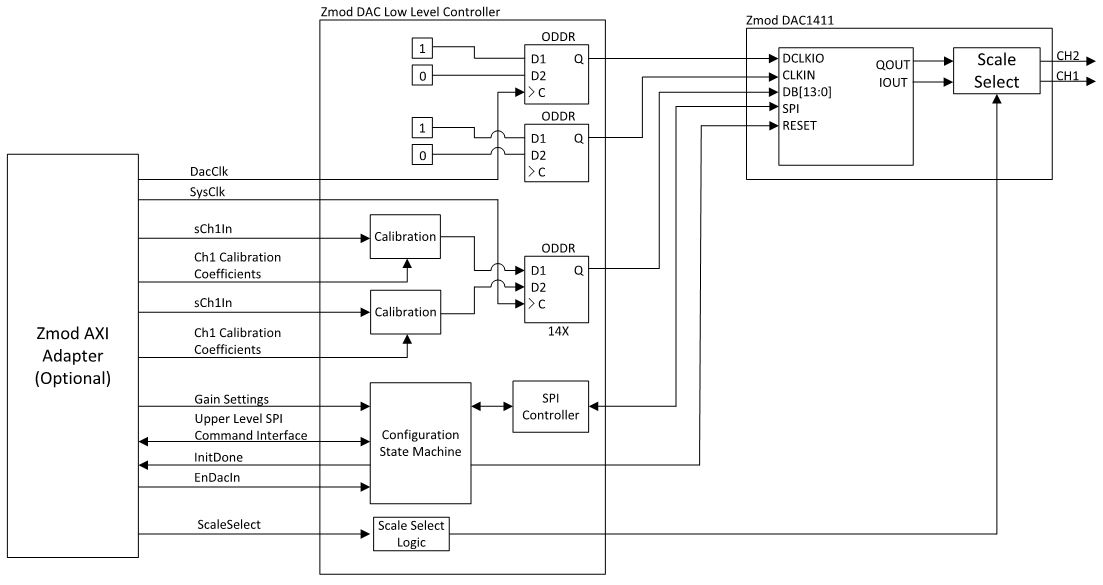 Zmod DAC Low Level Controller
Zmod DAC1411
ODDR
1
D1
Q
0
D2
C
ODDR
1
D1
Q
0
D2
C
DCLKIO
CLKIN
DB[13:0]
SPI
RESET
QOUT
IOUT
Scale
Select
CH2
CH1
Zmod AXI
Adapter
(Optional)
DacClk
SysClk
sCh1In
Ch1 Calibration
Coefficients
sCh1In
Ch1 Calibration
Coefficients
Calibration
Calibration
ODDR
D1
Q
D2
C
14X
Gain Settings
Upper Level SPI
Command Interface
InitDone
EnDacIn
ScaleSelect
Configuration
State Machine
SPI
Controller
Scale Select
Logic